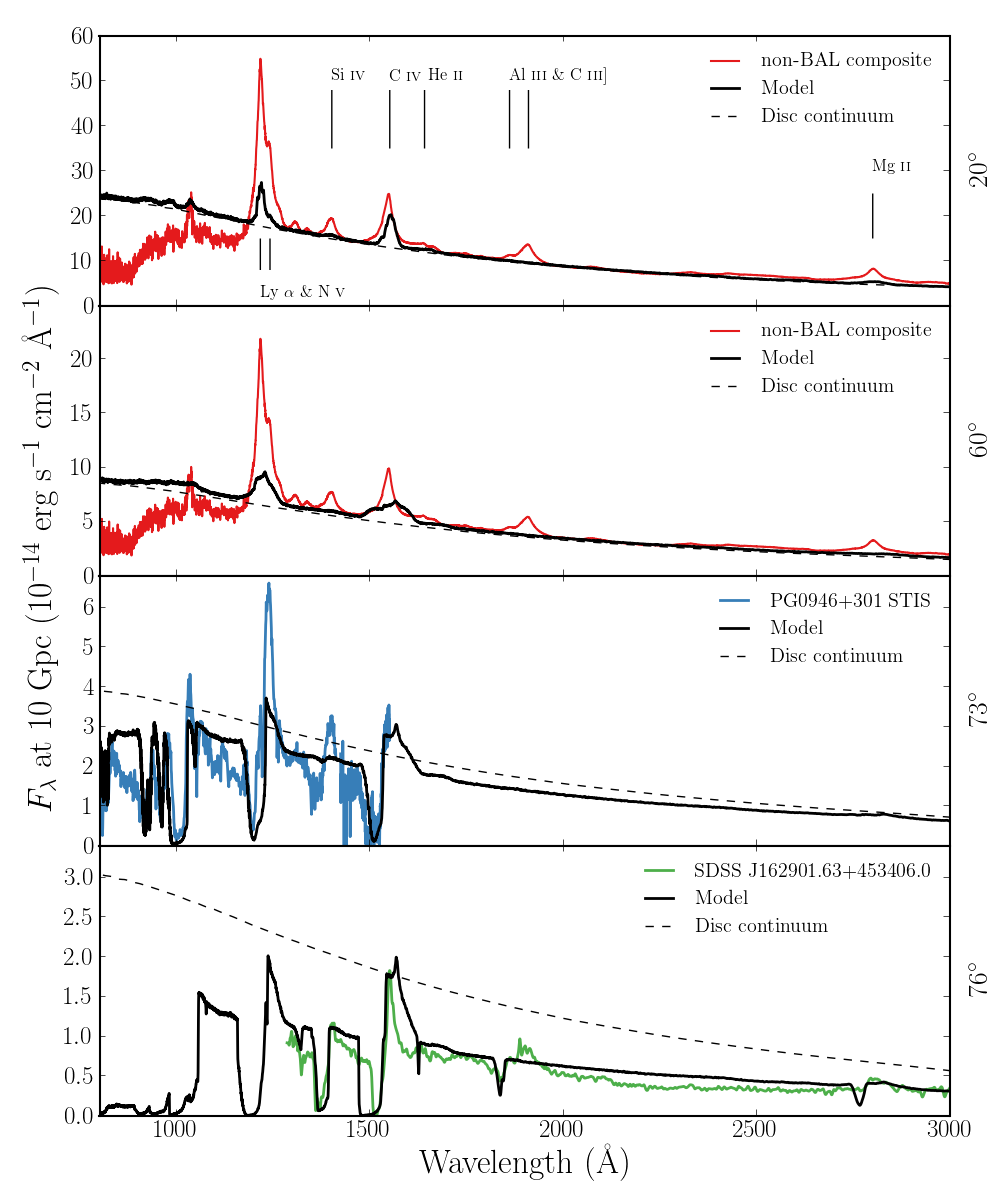 60
50
40
30
20
10
0
Si IV
C IV He II
Al III & C III]
Mg II
Ly α & N V
non-BAL composite
Model
Disc continuum
20°
20
15
10
5
0
non-BAL composite
Model
Disc continuum
60°
6
5
4
3
2
1
0
PG0946+301 STIS
Model
Disc continuum
73°
3.0
2.5
2.0
1.5
1.0
0.5
0.0
SDSS J162901.63+453406.0
Model
Disc continuum
76°
1000 1500 2000 2500 3000
Wavelength (Å)
F_λ at 10 Gpc (10⁻¹⁴ erg s⁻¹ cm⁻² Å⁻¹)